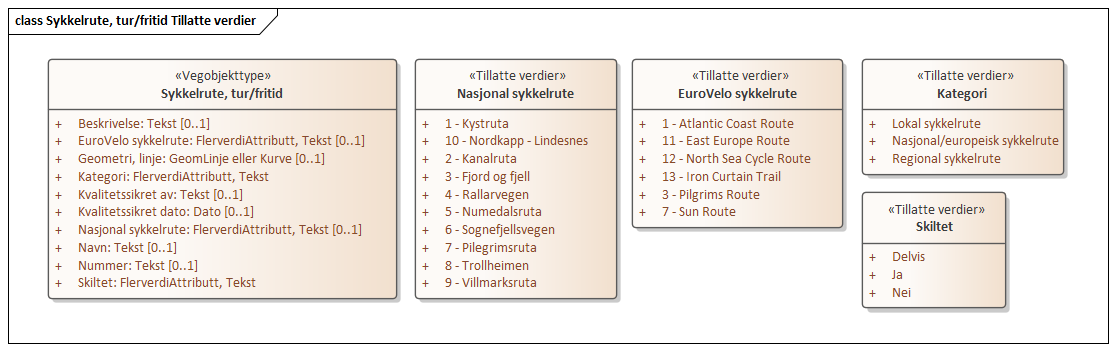 class Sykkelrute, tur/fritid Tillatte verdier
«Vegobjekttype»
Sykkelrute, tur/fritid
+ Beskrivelse: Tekst [0..1]
+ EuroVelo sykkelrute: FlerverdiAttributt, Tekst [0..1]
+ Geometri, linje: GeomLinje eller Kurve [0..1]
+ Kategori: FlerverdiAttributt, Tekst
+ Kvalitetssikret av: Tekst [0..1]
+ Kvalitetssikret dato: Dato [0..1]
+ Nasjonal sykkelrute: FlerverdiAttributt, Tekst [0..1]
+ Navn: Tekst [0..1]
+ Nummer: Tekst [0..1]
+ Skiltet: FlerverdiAttributt, Tekst
«Tillatte verdier»
Nasjonal sykkelrute
+ 1 - Kystruta
+ 10 - Nordkapp - Lindesnes
+ 2 - Kanalruta
+ 3 - Fjord og fjell
+ 4 - Rallarvegen
+ 5 - Numedalsruta
+ 6 - Sognefjellsvegen
+ 7 - Pilegrimsruta
+ 8 - Trollheimen
+ 9 - Villmarksruta
«Tillatte verdier»
EuroVelo sykkelrute
+ 1 - Atlantic Coast Route
+ 11 - East Europe Route
+ 12 - North Sea Cycle Route
+ 13 - Iron Curtain Trail
+ 3 - Pilgrims Route
+ 7 - Sun Route
«Tillatte verdier»
Kategori
+ Lokal sykkelrute
+ Nasjonal/europeisk sykkelrute
+ Regional sykkelrute
«Tillatte verdier»
Skiltet
+ Delvis
+ Ja
+ Nei